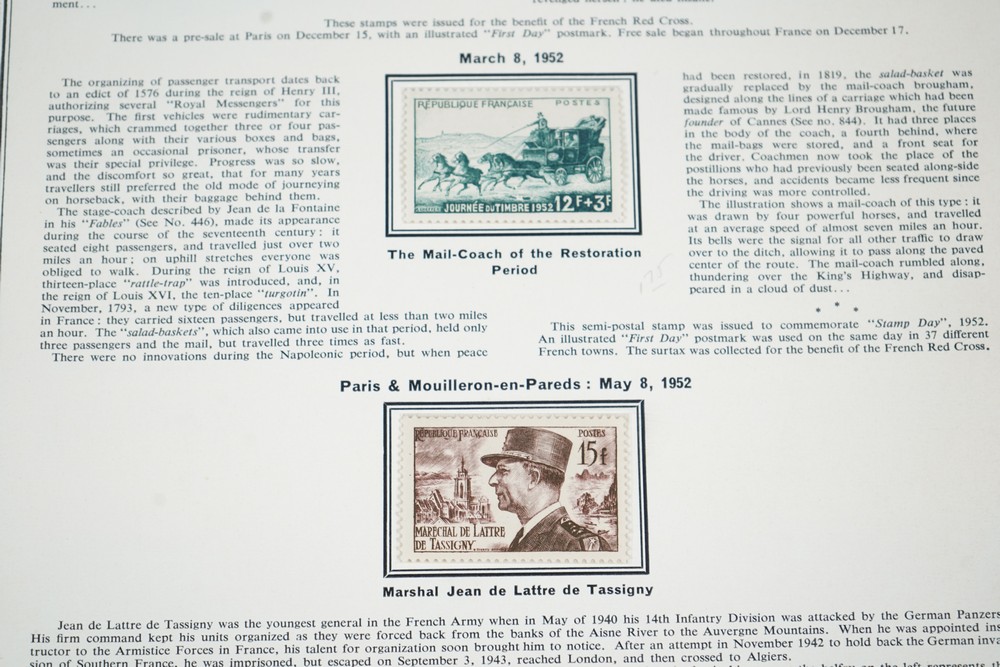 ment...
revenged herself: he died insane.
These stamps were issued for the benefit of the French Red Cross.
There was a pre-sale at Paris on December 15, with an illustrated "First Day" postmark. Free sale began throughout France on December 17.
March 8, 1952
The organizing of passenger transport dates back
to an edict of 1576 during the reign of Henry III,
authorizing several "Royal Messengers" for this
purpose. The first vehicles were rudimentary car-
riages, which crammed together three or four pas-
sengers along with their various boxes and bags,
sometimes an occasional prisoner, whose transfer
was their special privilege. Progress was so slow,
and the discomfort so great, that for many years
travellers still preferred the old mode of journeying
on horseback, with their baggage behind them.
The stage-coach described by Jean de la Fontaine
in his "Fables" (See No. 446), made its appearance
during the course of the seventeenth century: it
seated eight passengers, and travelled just over two
miles an hour; on uphill stretches everyone was
obliged to walk. During the reign of Louis XV,
thirteen-place "rattle-trap" was introduced, and, in
the reign of Louis XVI, the ten-place "turgotin". In
November, 1793, a new type of diligences appeared
in France: they carried sixteen passengers, but travelled at less than two miles
an hour. The "salad-baskets", which also came into use in that period, held only
three passengers and the mail, but travelled three times as fast.
There were no innovations during the Napoleonic period, but when peace
RÉPUBLIQUE FRANÇAISE POSTES
JOURNÉE DU TIMBRE 1952 12F+3F
The Mail-Coach of the Restoration
Period
had been restored, in 1819, the salad-basket was
gradually replaced by the mail-coach brougham,
designed along the lines of a carriage which had been
made famous by Lord Henry Brougham, the future
founder of Cannes (See no. 844). It had three places
in the body of the coach, a fourth behind, where
the mail-bags were stored, and a front seat for
the driver. Coachmen now took the place of the
postillions who had previously been seated along-side
the horses, and accidents became less frequent since
the driving was more controlled.
The illustration shows a mail-coach of this type: it
was drawn by four powerful horses, and travelled
at an average speed of almost seven miles an hour.
Its bells were the signal for all other traffic to draw
over to the ditch, allowing it to pass along the paved
center of the route. The mail-coach rumbled along,
thundering over the King's Highway, and disap-
peared in a cloud of dust...
* * *
This semi-postal stamp was issued to commemorate "Stamp Day", 1952.
An illustrated "First Day" postmark was used on the same day in 37 different
French towns. The surtax was collected for the benefit of the French Red Cross.
Paris & Mouilleron-en-Pareds: May 8, 1952
RÉPUBLIQUE FRANÇAISE POSTES
15f
MARÉCHAL DE LATTRE
DE TASSIGNY
Marshal Jean de Lattre de Tassigny
Jean de Lattre de Tassigny was the youngest general in the French Army when in May of 1940 his 14th Infantry Division was attacked by the German Panzers
His firm command kept his units organized as they were forced back from the banks of the Aisne River to the Auvergne Mountains. When he was appointed ins
tructor to the Armistice Forces in France, his talent for organization soon brought him to notice. After an attempt in November 1942 to hold back the German inva
sion of Southern France, he was imprisoned, but escaped on September 3, 1943, reached London, and then crossed to Algiers.